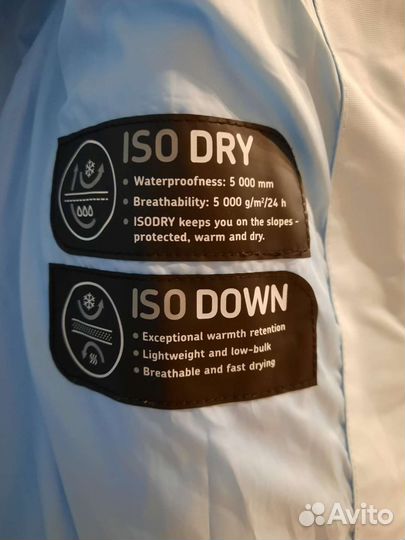 ISO DRY
• Waterproofness: 5 000 mm
• Breathability: 5 000 g/m²/24 h
• ISODRY keeps you on the slopes -
protected, warm and dry.
ISO DOWN
• Exceptional warmth retention
• Lightweight and low-bulk
• Breathable and fast drying
Avito